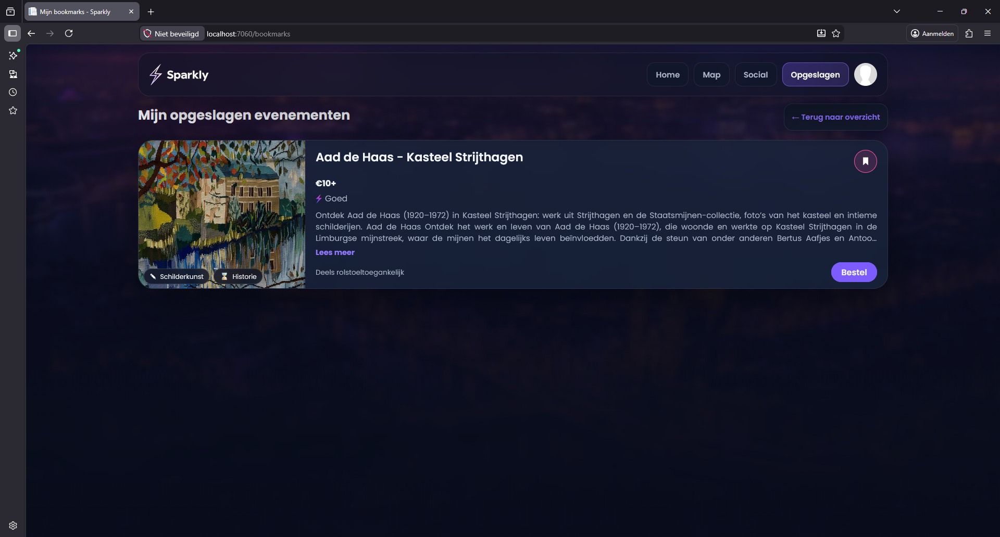 Mijn bookmarks - Sparkly
Niet beveiligd
localhost:7060/bookmarks
Aanmelden
Sparkly
Home
Map
Social
Opgeslagen
Mijn opgeslagen evenementen
← Terug naar overzicht
Aad de Haas - Kasteel Strijthagen
€10+
Goed
Ontdek Aad de Haas (1920–1972) in Kasteel Strijthagen: werk uit Strijthagen en de Staatsmijnen-collectie, foto’s van het kasteel en intieme
schilderijen. Aad de Haas Ontdek het werk en leven van Aad de Haas (1920–1972), die woonde en werkte op Kasteel Strijthagen in de
Limburgse mijnstreek, waar de mijnen het dagelijks leven beïnvloedden. Dankzij de steun van onder anderen Bertus Aafjes en Antoo…
Lees meer
Schilderkunst
Historie
Deels rolstoeltoegankelijk
Bestel